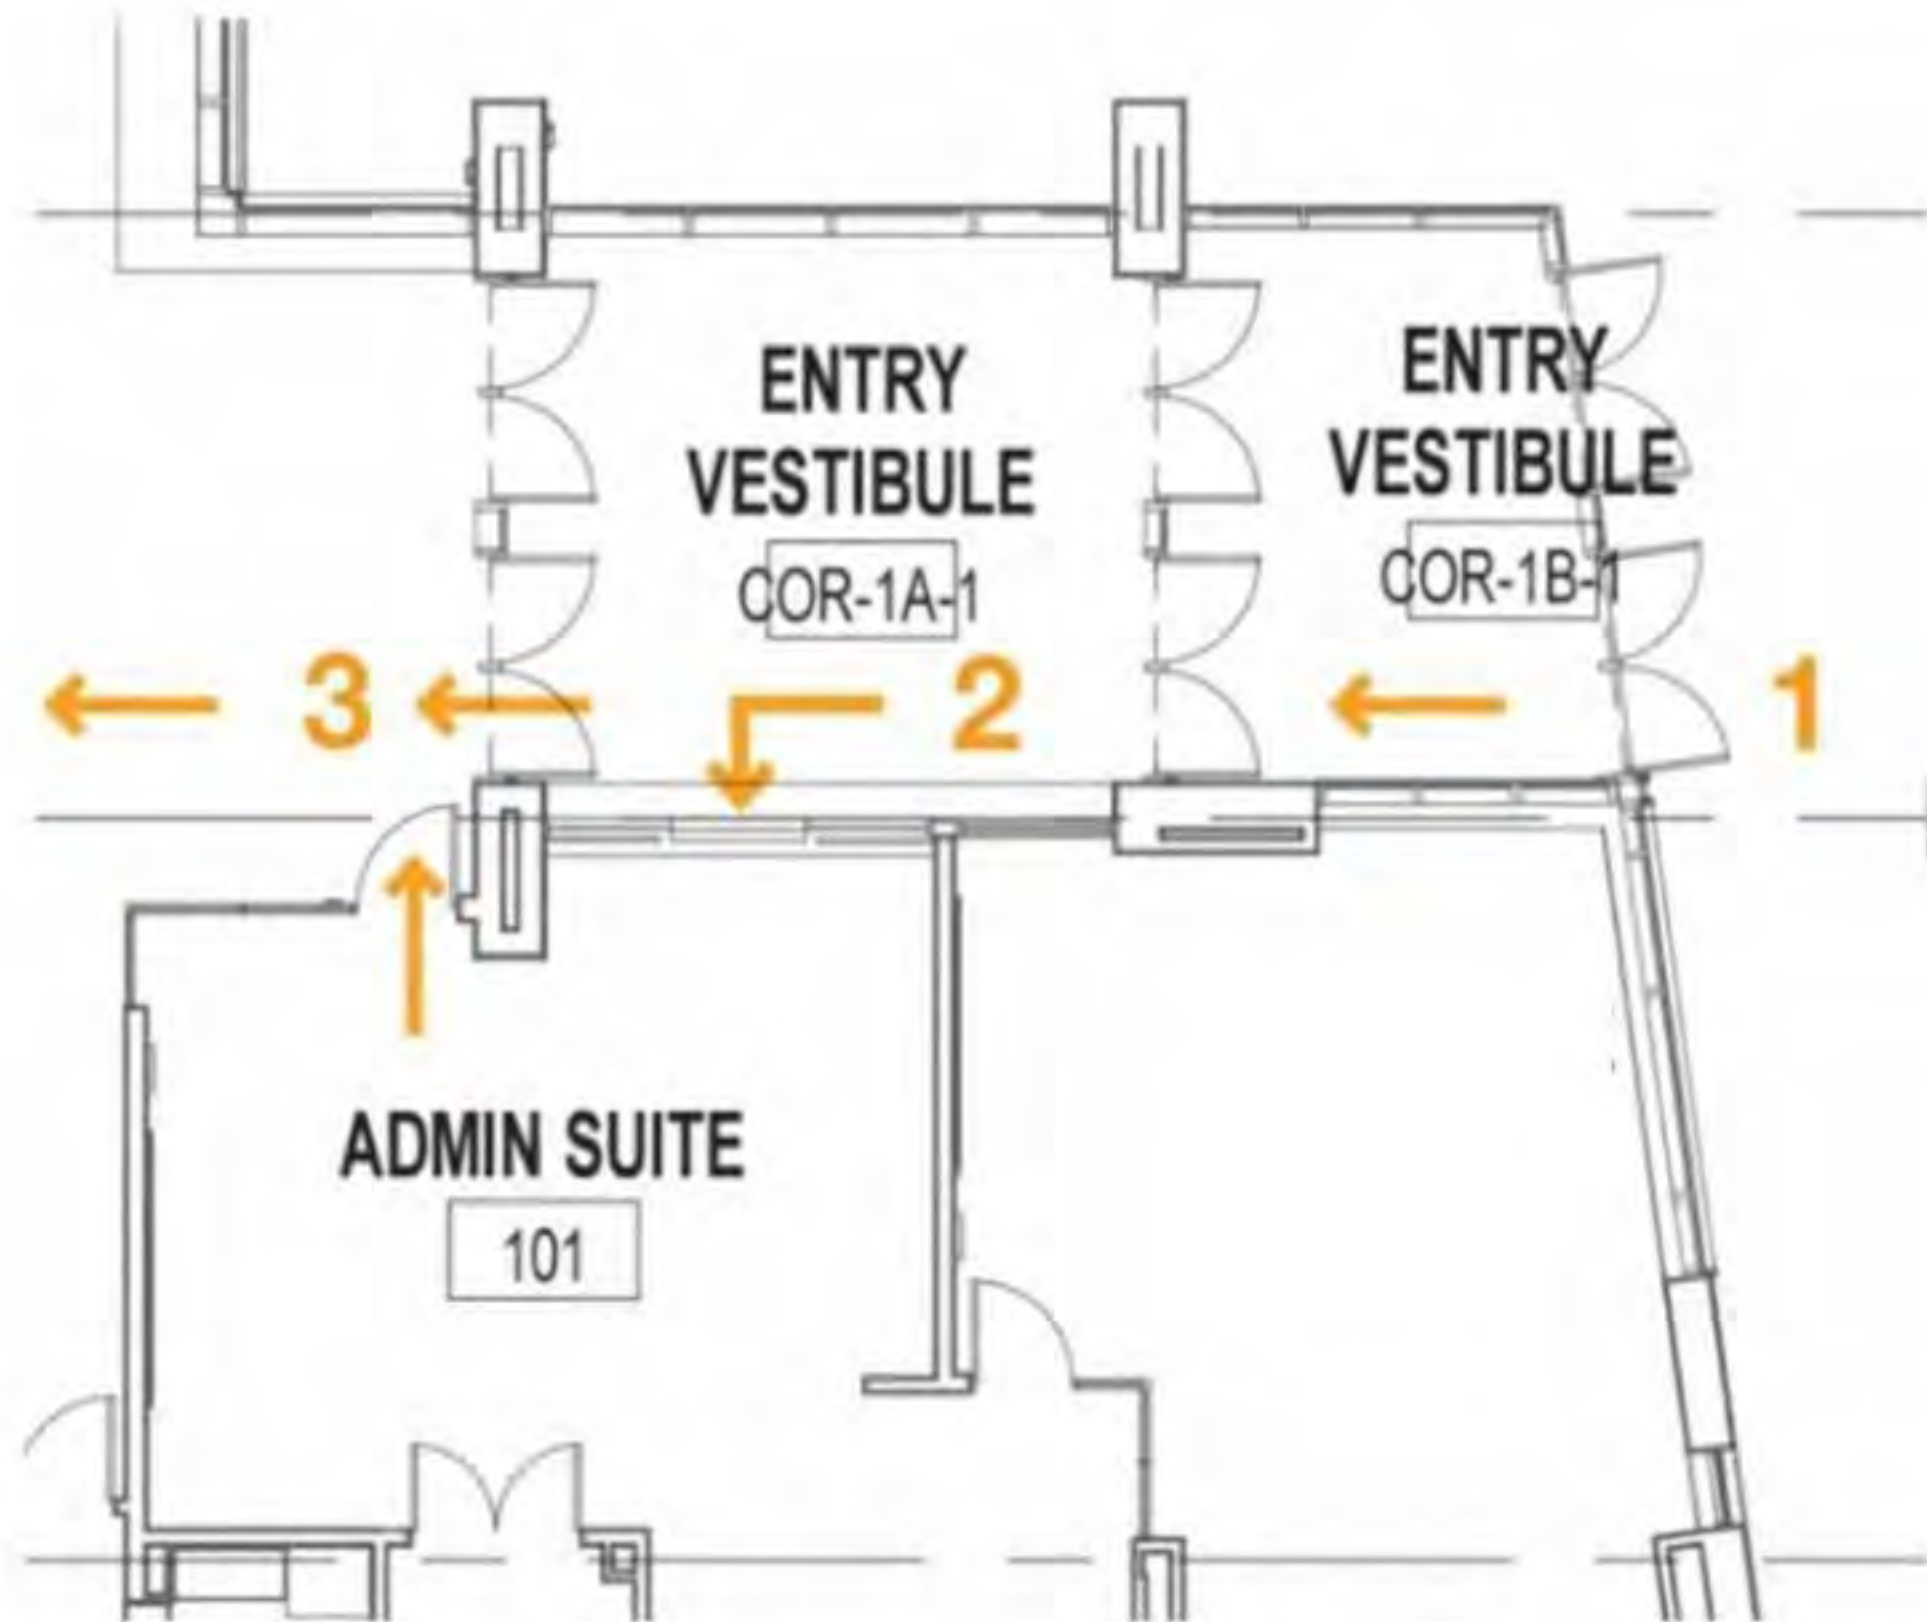 ENTRY
VESTIBULE
COR-1A-1
ENTRY
VESTIBULE
COR-1B-1
3
2
1
ADMIN SUITE
101